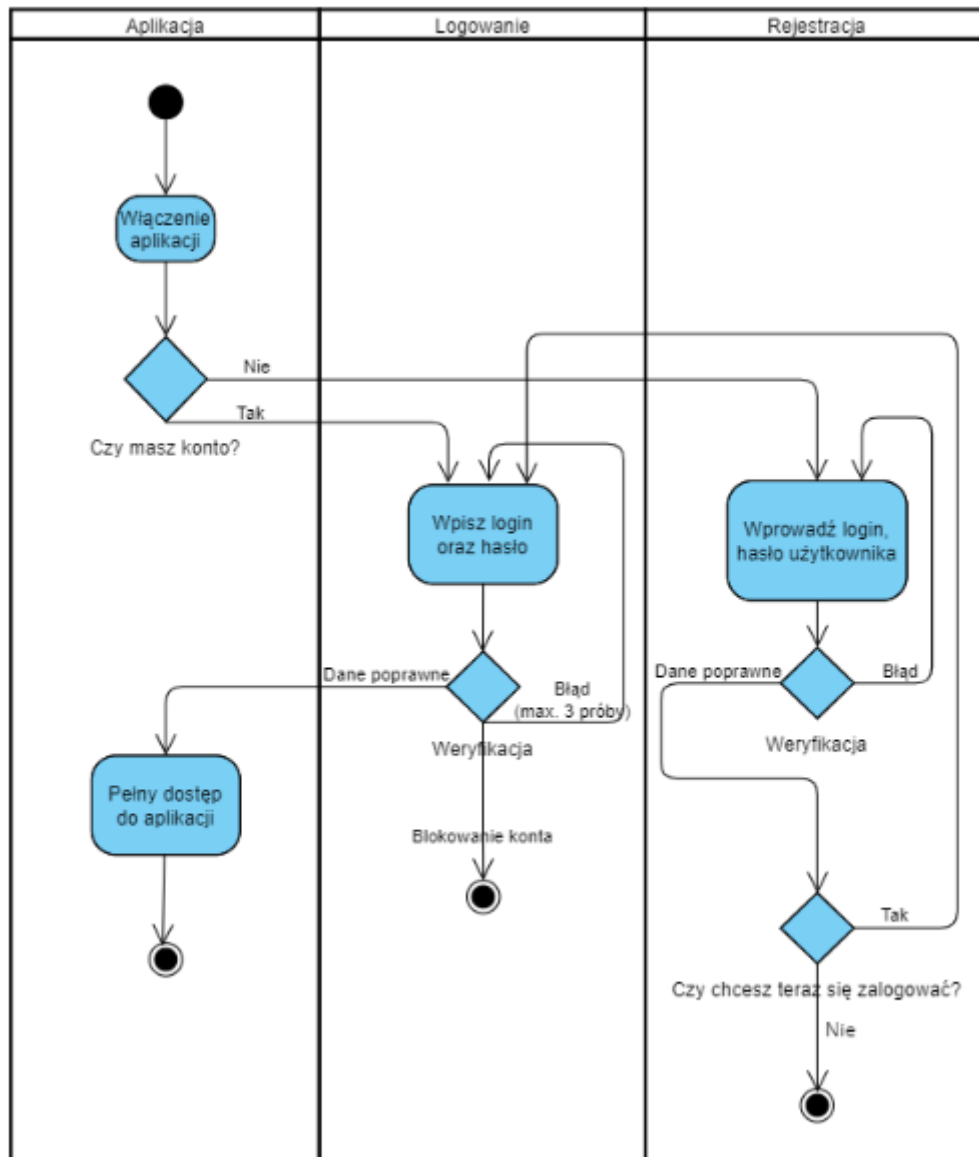 Aplikacja
Logowanie
Rejestracja
Włączenie
aplikacji
Nie
Tak
Czy masz konto?
Wpisz login
oraz hasło
Wprowadź login,
hasło użytkownika
Dane poprawne
Błąd
(max. 3 próby)
Weryfikacja
Dane poprawne
Błąd
Weryfikacja
Pełny dostęp
do aplikacji
Blokowanie konta
Tak
Czy chcesz teraz się zalogować?
Nie